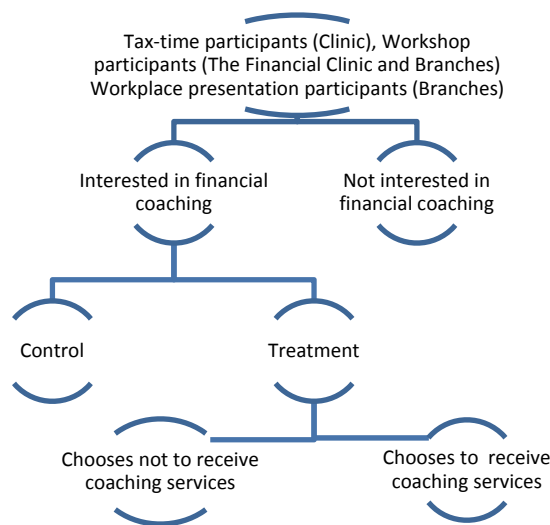 Tax-time participants (Clinic), Workshop
participants (The Financial Clinic and Branches)
Workplace presentation participants (Branches)
Interested in financial
coaching
Not interested in
financial coaching
Control
Treatment
Chooses not to receive
coaching services
Chooses to receive
coaching services